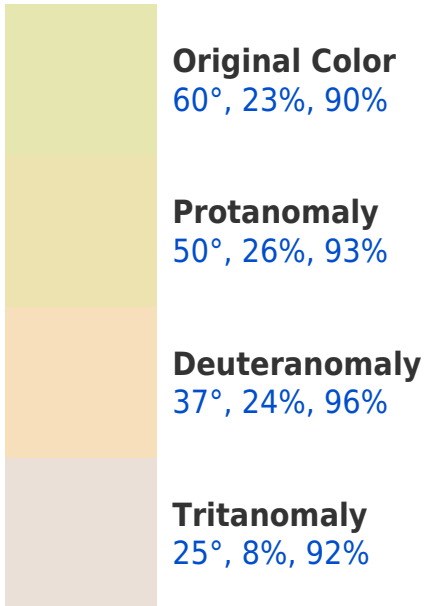 Original Color
60°, 23%, 90%
Protanomaly
50°, 26%, 93%
Deuteranomaly
37°, 24%, 96%
Tritanomaly
25°, 8%, 92%